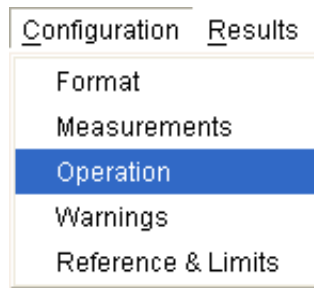 Configuration Results
Format
Measurements
Operation
Warnings
Reference & Limits